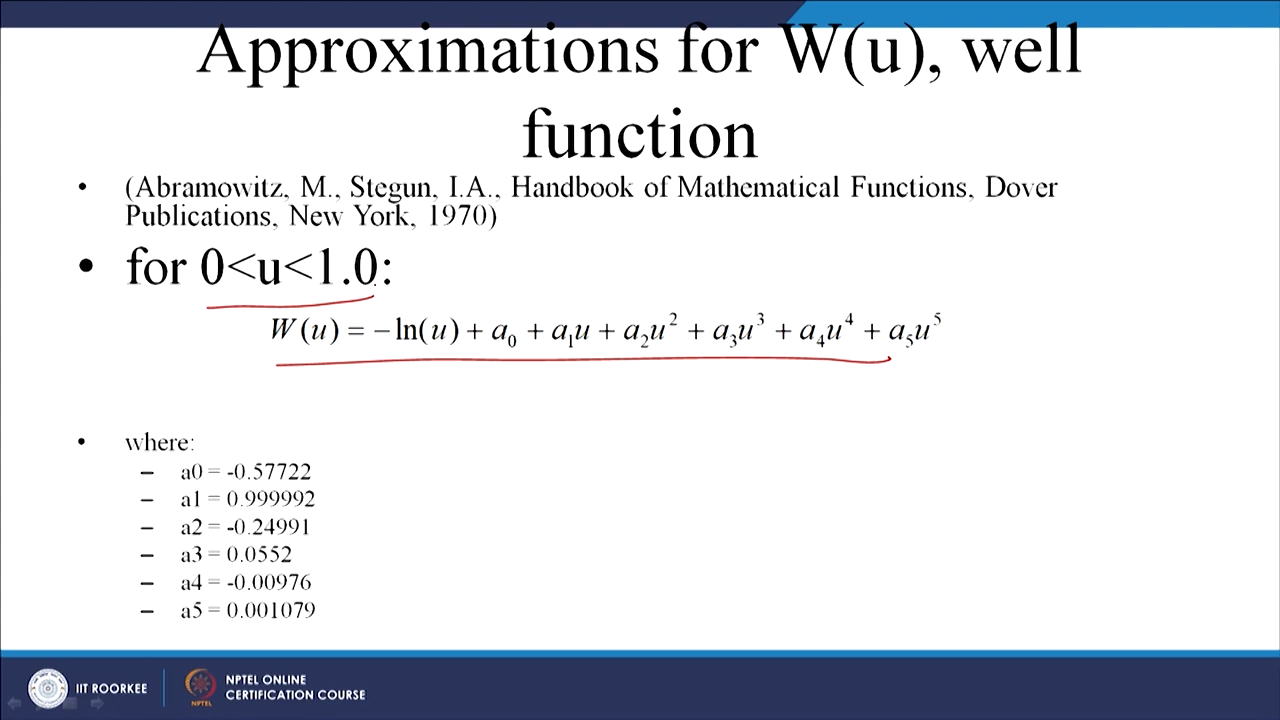 Approximations for W(u), well
function
• (Abramowitz, M., Stegun, I.A., Handbook of Mathematical Functions, Dover
Publications, New York, 1970)
• for 0<u<1.0:
W(u) = −ln(u) + a₀ + a₁u + a₂u² + a₃u³ + a₄u⁴ + a₅u⁵
• where:
– a0 = -0.57722
– a1 = 0.999992
– a2 = -0.24991
– a3 = 0.0552
– a4 = -0.00976
– a5 = 0.001079
IIT ROORKEE
NPTEL
NPTEL ONLINE
CERTIFICATION COURSE